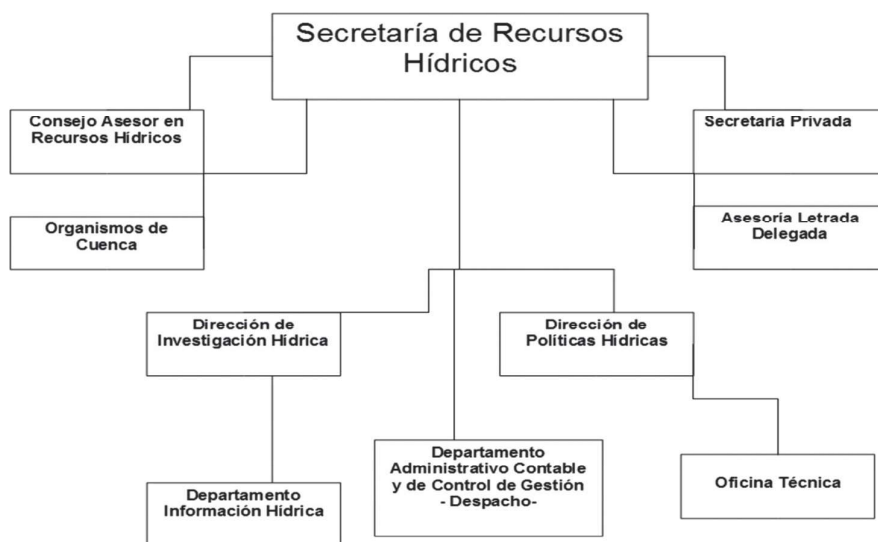 Secretaría de Recursos
Hídricos
Consejo Asesor en
Recursos Hídricos
Secretaria Privada
Organismos de
Cuenca
Asesoría Letrada
Delegada
Dirección de
Investigación Hídrica
Dirección de
Políticas Hídricas
Departamento
Administrativo Contable
y de Control de Gestión
- Despacho-
Departamento
Información Hídrica
Oficina Técnica